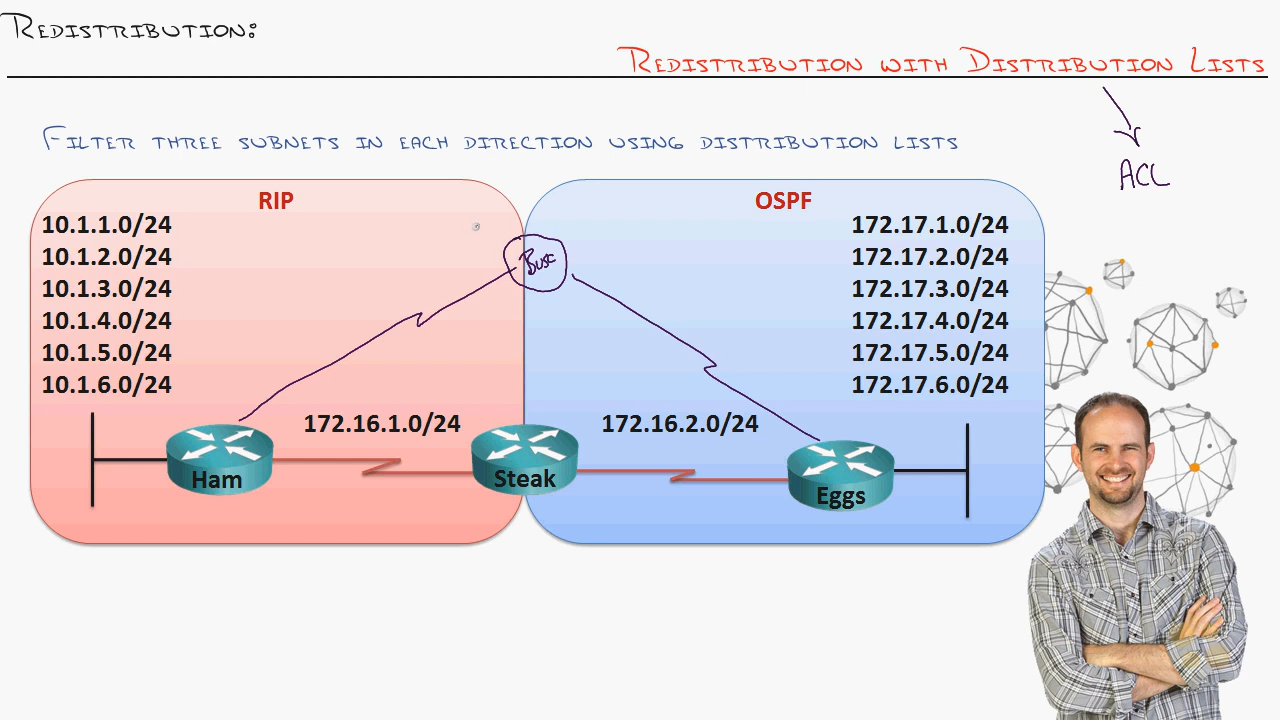 Redistribution:
Redistribution with Distribution Lists
ACL
Filter three subnets in each direction using distribution lists
RIP
10.1.1.0/24
10.1.2.0/24
10.1.3.0/24
10.1.4.0/24
10.1.5.0/24
10.1.6.0/24
OSPF
172.17.1.0/24
172.17.2.0/24
172.17.3.0/24
172.17.4.0/24
172.17.5.0/24
172.17.6.0/24
172.16.1.0/24
172.16.2.0/24
Ham
Steak
Eggs